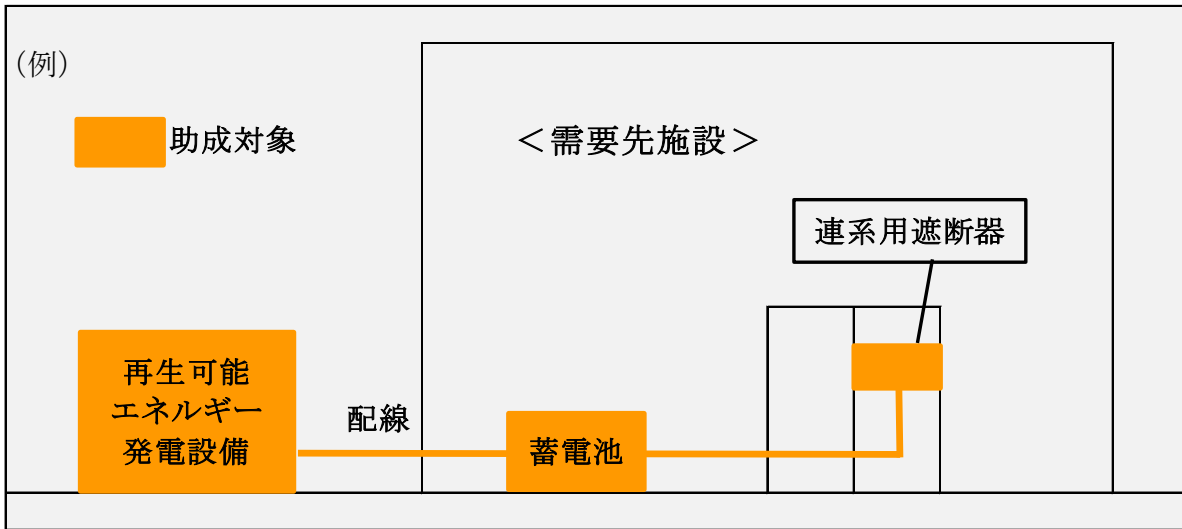 (例)
助成対象
＜需要先施設＞
連系用遮断器
再生可能
エネルギー
発電設備
配線
蓄電池